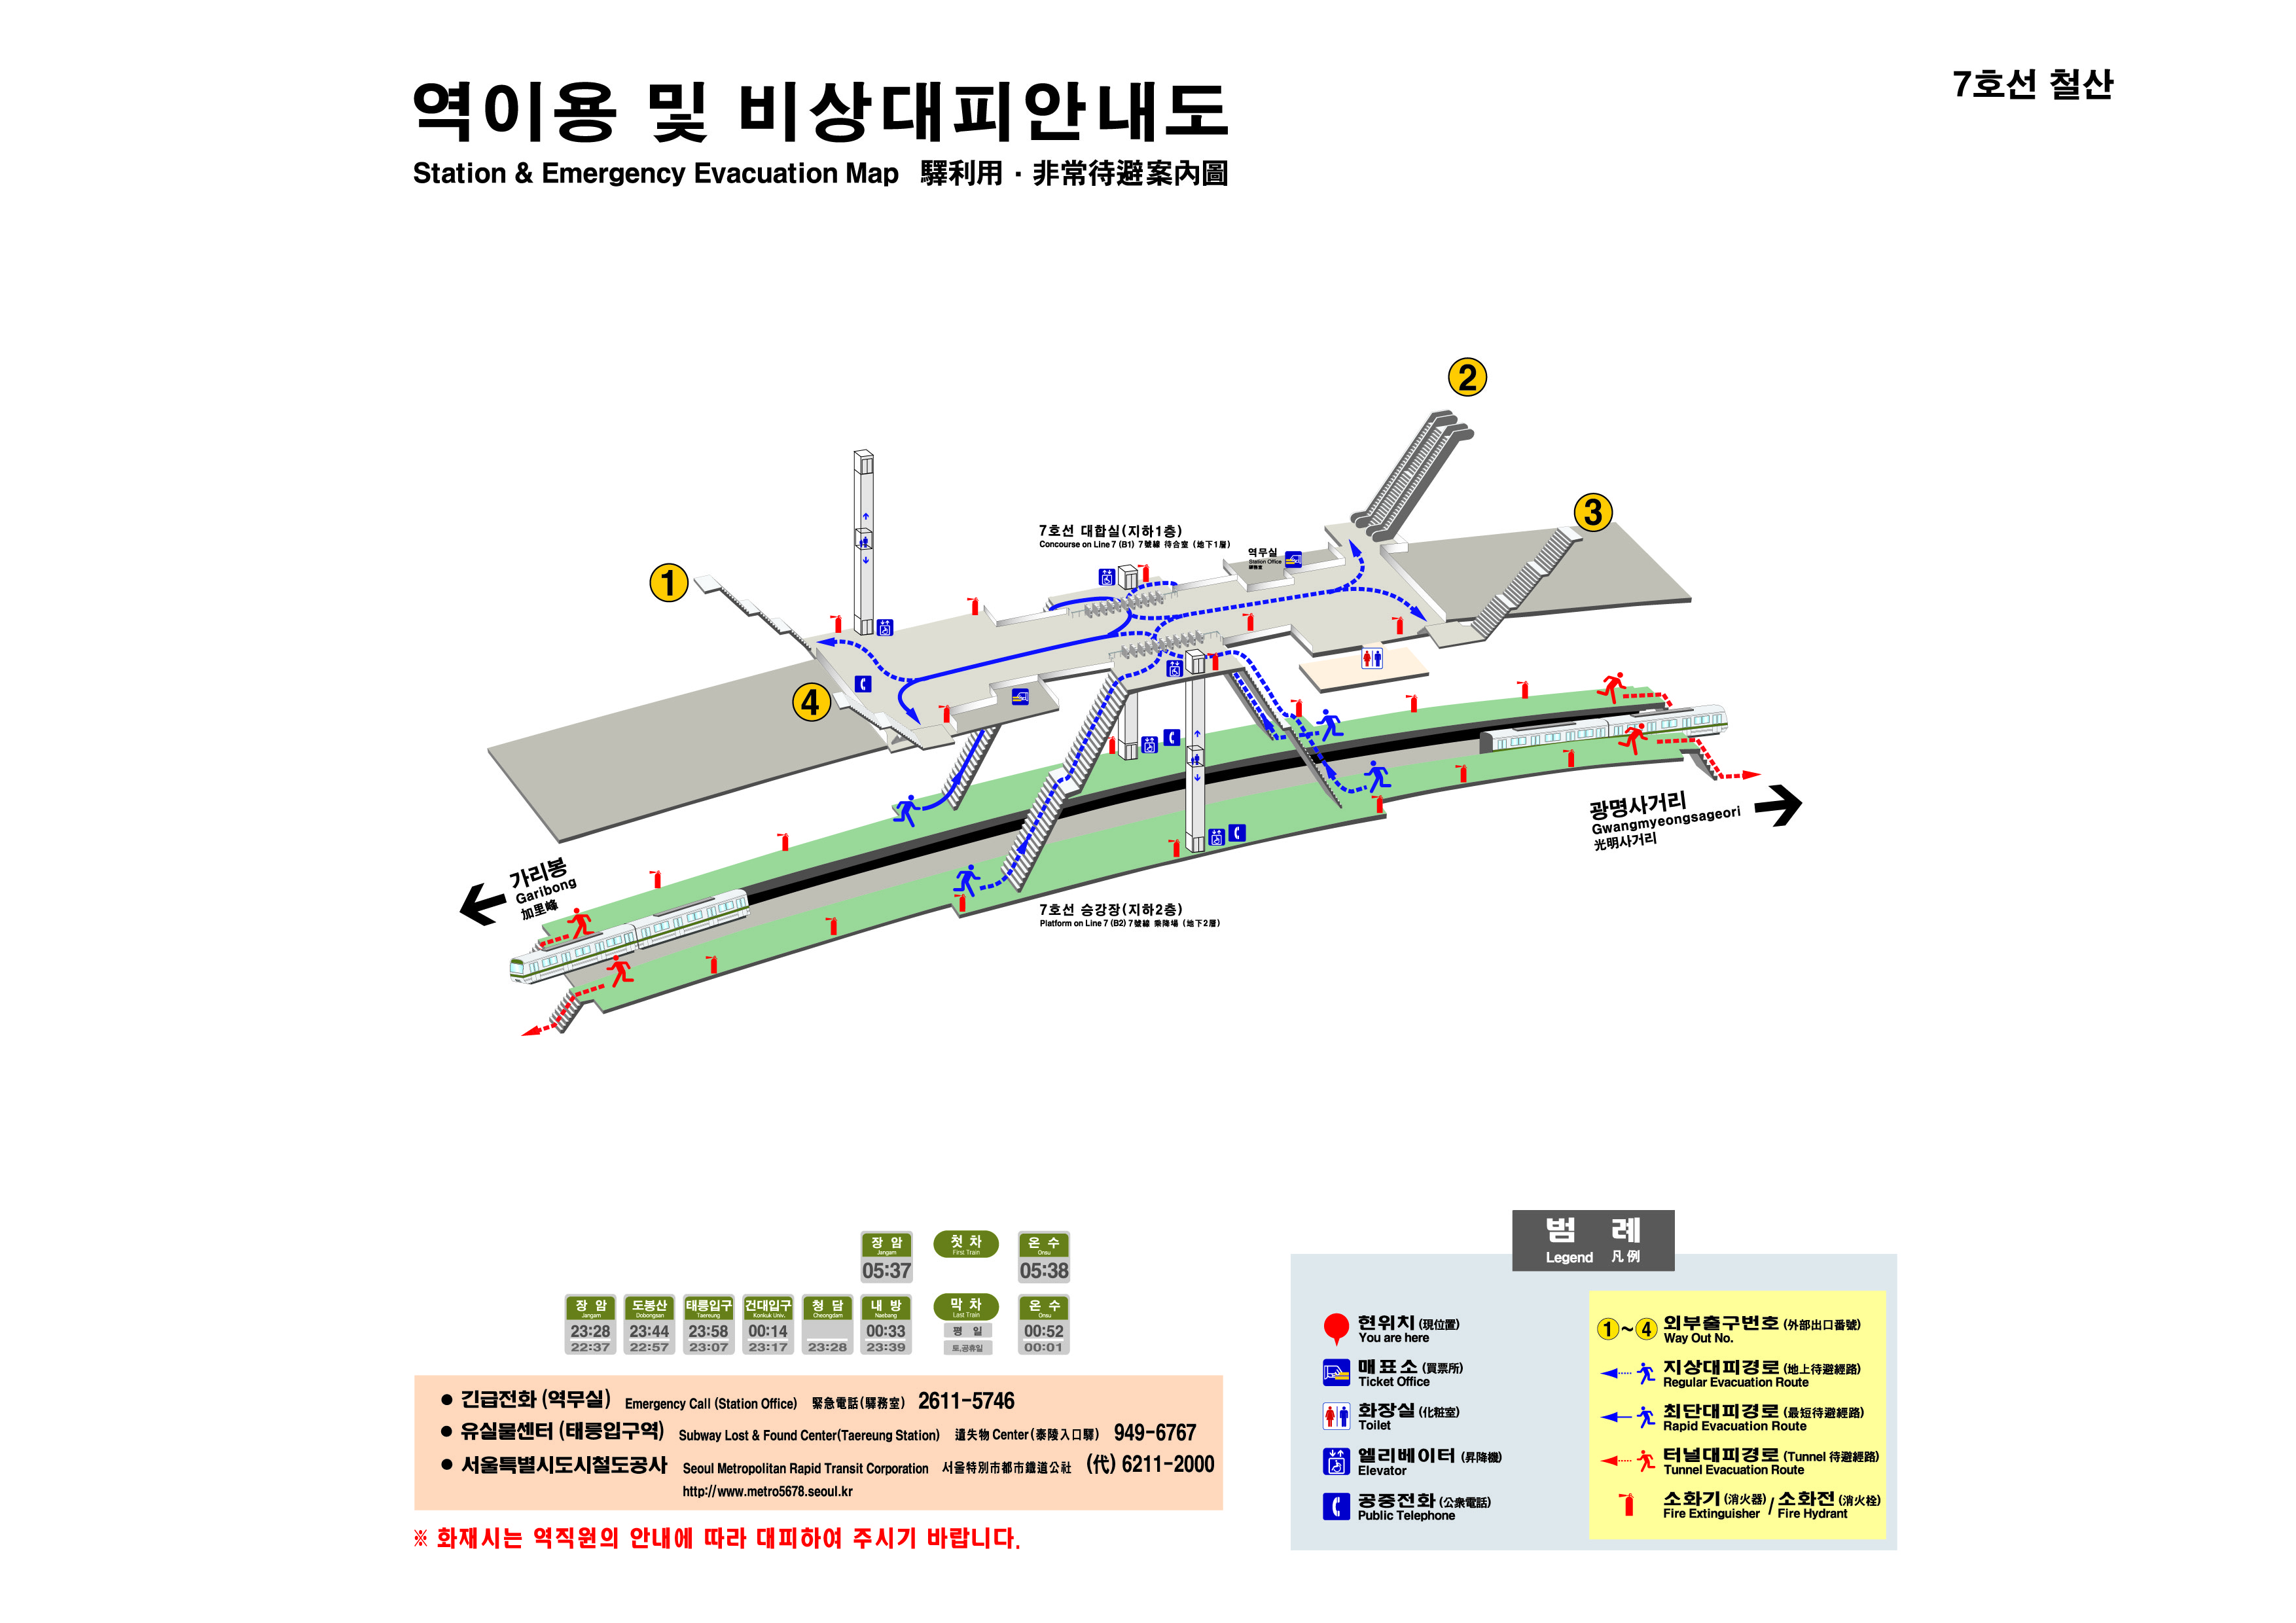 역이용 및 비상대피안내도
Station & Emergency Evacuation Map 驛利用 · 非常待避案內圖
7호선 철산
2
3
1
4
7호선 대합실(지하1층)
Concourse on Line 7 (B1) 7號線 待合室 (地下1層)
역무실
Station Office
驛務室
광명사거리
Gwangmyeongsageori
光明사거리
가리봉
Garibong
加里峰
7호선 승강장(지하2층)
Platform on Line 7 (B2) 7號線 乘降場 (地下2層)
장 암 첫 차 온 수
Jangam First Train Onsu
05:37 05:38
장 암 도봉산 태릉입구 건대입구 청 담 내 방 막 차 온 수
Jangam Dobongsan Taereung Konkuk Univ. Cheongdam Naebang Last Train Onsu
23:28 23:44 23:58 00:14 00:33 평 일 00:52
22:37 22:57 23:07 23:17 23:28 23:39 토,공휴일 00:01
● 긴급전화 (역무실) Emergency Call (Station Office) 緊急電話(驛務室) 2611-5746
● 유실물센터 (태릉입구역) Subway Lost & Found Center(Taereung Station) 遺失物 Center(泰陵入口驛) 949-6767
● 서울특별시도시철도공사 Seoul Metropolitan Rapid Transit Corporation 서울特別市都市鐵道公社 (代) 6211-2000
http://www.metro5678.seoul.kr
※ 화재시는 역직원의 안내에 따라 대피하여 주시기 바랍니다.
범 례
Legend 凡例
현위치 (現位置)
You are here
매표소 (買票所)
Ticket Office
화장실 (化粧室)
Toilet
엘리베이터 (昇降機)
Elevator
공중전화 (公衆電話)
Public Telephone
1 ~ 4 외부출구번호 (外部出口番號)
Way Out No.
지상대피경로 (地上待避經路)
Regular Evacuation Route
최단대피경로 (最短待避經路)
Rapid Evacuation Route
터널대피경로 (Tunnel 待避經路)
Tunnel Evacuation Route
소화기 (消火器) / 소화전 (消火栓)
Fire Extinguisher / Fire Hydrant